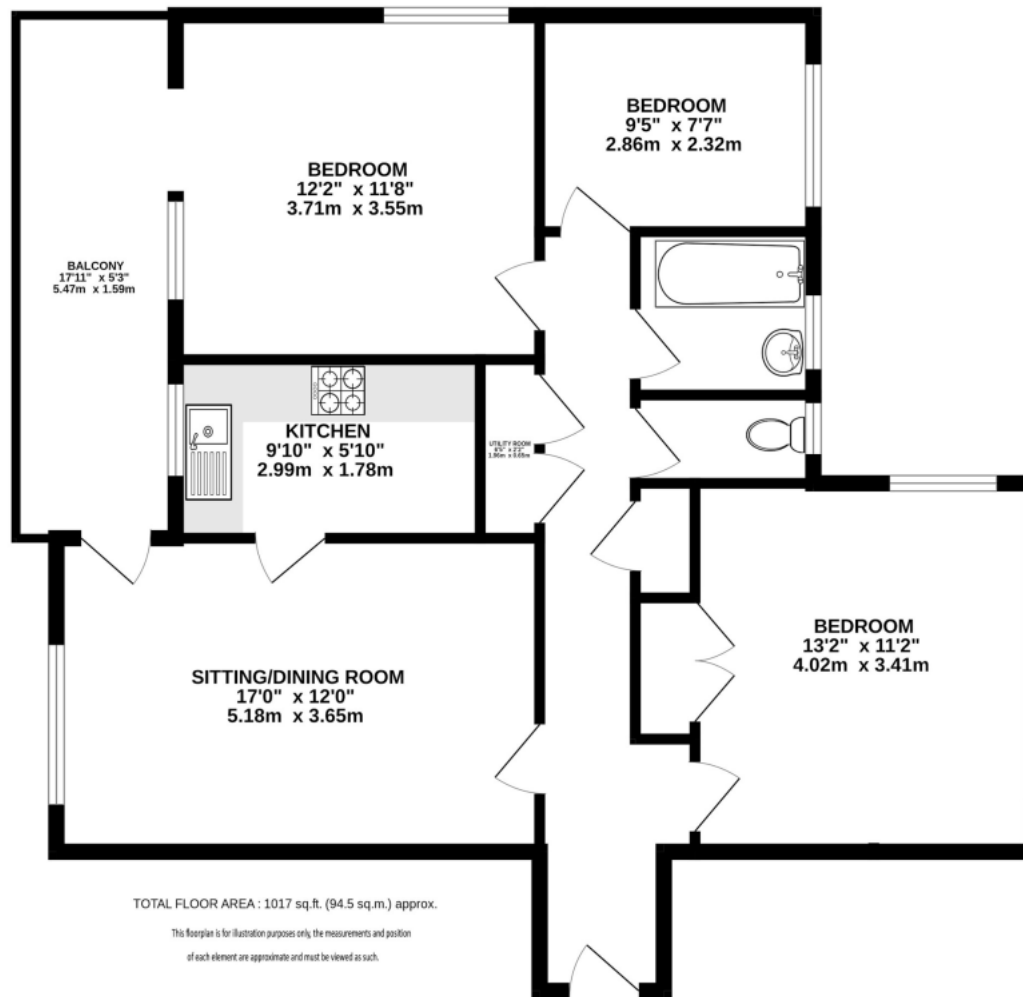 BEDROOM
9'5" x 7'7"
2.86m x 2.32m
BEDROOM
12'2" x 11'8"
3.71m x 3.55m
BALCONY
17'11" x 5'3"
5.47m x 1.59m
KITCHEN
9'10" x 5'10"
2.99m x 1.78m
UTILITY ROOM
BEDROOM
13'2" x 11'2"
4.02m x 3.41m
SITTING/DINING ROOM
17'0" x 12'0"
5.18m x 3.65m
TOTAL FLOOR AREA : 1017 sq.ft. (94.5 sq.m.) approx.
This floorplan is for illustration purposes only, the measurements and position
of each element are approximate and must be viewed as such.